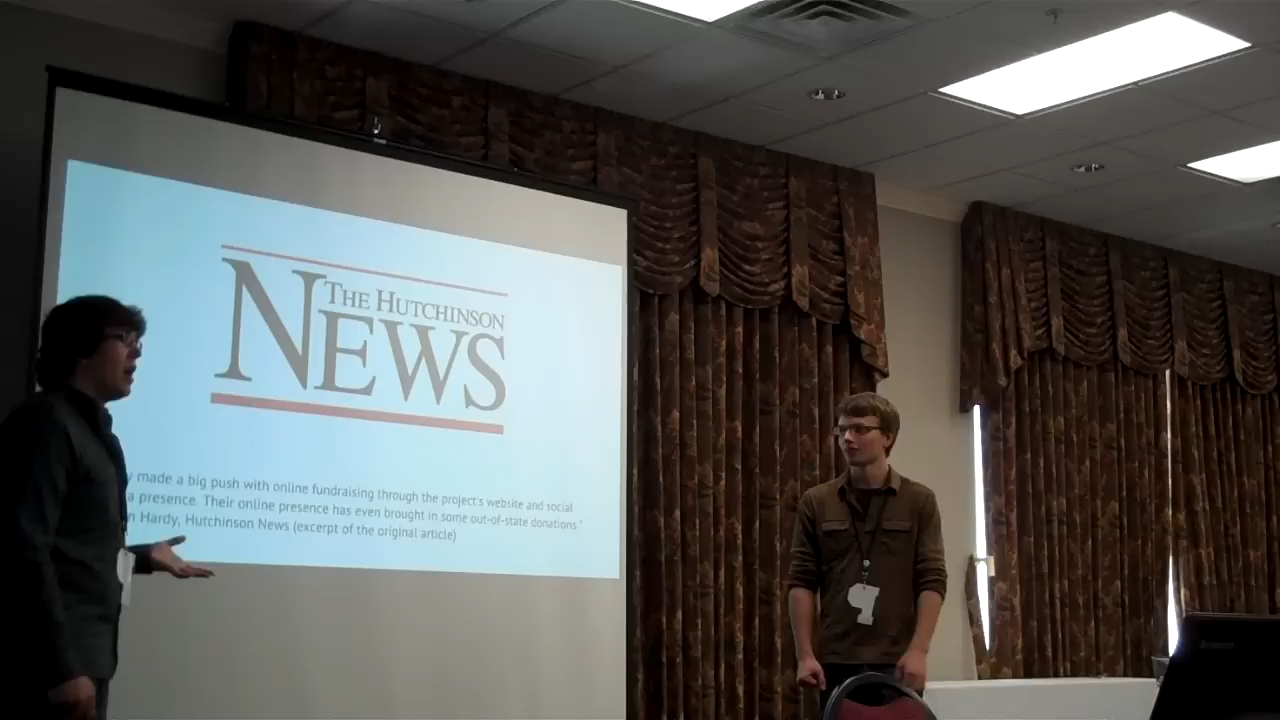 THE HUTCHINSON
NEWS
made a big push with online fundraising through the project's website and social
a presence. Their online presence has even brought in some out-of-state donations."
n Hardy, Hutchinson News (excerpt of the original article)